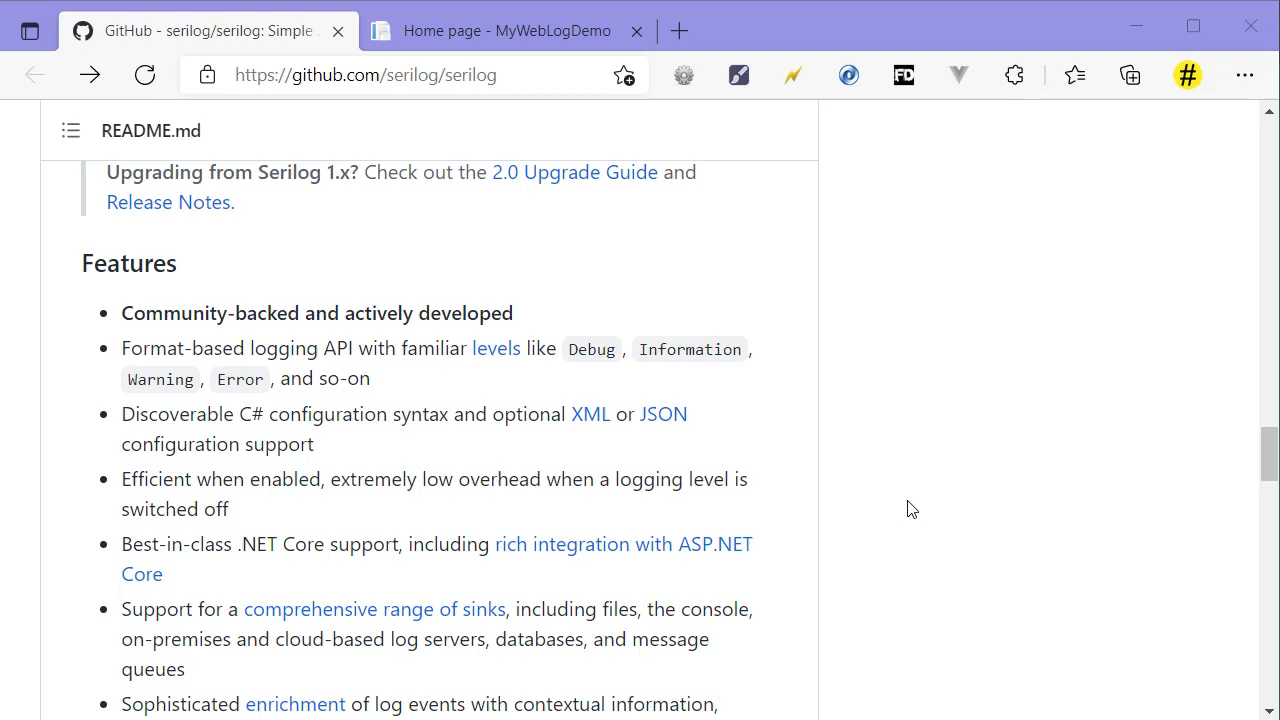 GitHub - serilog/serilog: Simple
Home page - MyWebLogDemo
https://github.com/serilog/serilog
FD
#
README.md
Upgrading from Serilog 1.x? Check out the 2.0 Upgrade Guide and
Release Notes.
Features
Community-backed and actively developed
Format-based logging API with familiar levels like Debug, Information,
Warning, Error, and so-on
Discoverable C# configuration syntax and optional XML or JSON
configuration support
Efficient when enabled, extremely low overhead when a logging level is
switched off
Best-in-class .NET Core support, including rich integration with ASP.NET
Core
Support for a comprehensive range of sinks, including files, the console,
on-premises and cloud-based log servers, databases, and message
queues
Sophisticated enrichment of log events with contextual information,